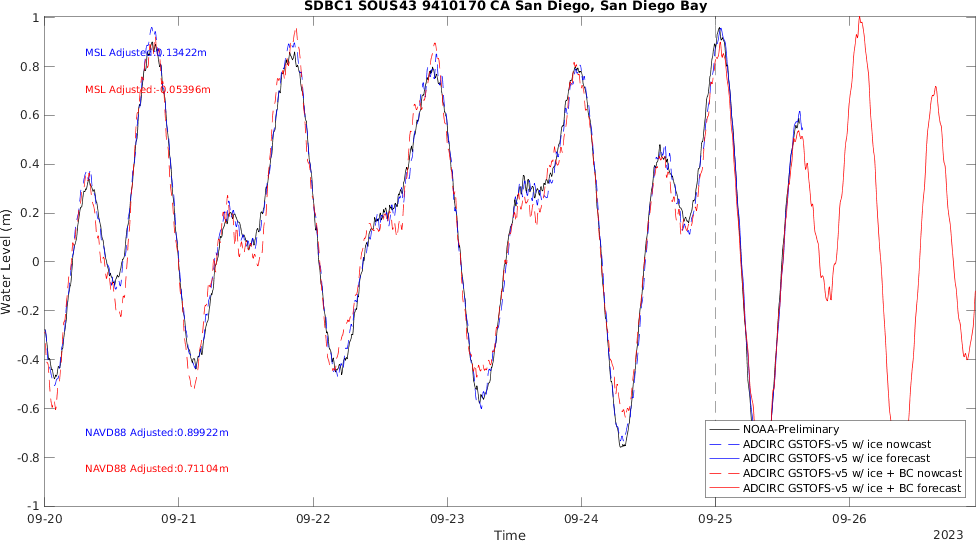 SDBC1 SOUS43 9410170 CA San Diego, San Diego Bay
1
0.8
0.6
0.4
0.2
0
-0.2
-0.4
-0.6
-0.8
-1
Water Level (m)
MSL Adjusted:0.13422m
MSL Adjusted:-0.05396m
NAVD88 Adjusted:0.89922m
NAVD88 Adjusted:0.71104m
NOAA-Preliminary
ADCIRC GSTOFS-v5 w/ ice nowcast
ADCIRC GSTOFS-v5 w/ ice forecast
ADCIRC GSTOFS-v5 w/ ice + BC nowcast
ADCIRC GSTOFS-v5 w/ ice + BC forecast
09-20 09-21 09-22 09-23 09-24 09-25 09-26
Time
2023